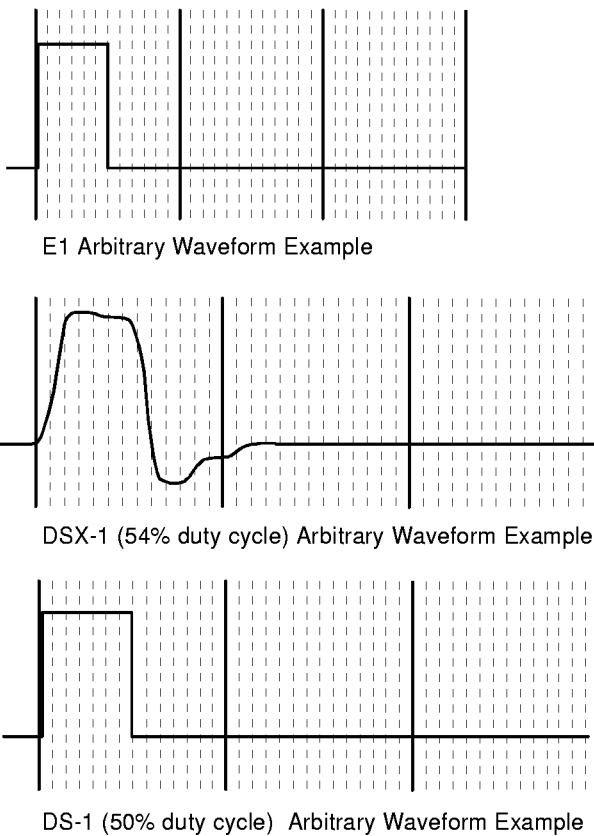 E1 Arbitrary Waveform Example
DSX-1 (54% duty cycle) Arbitrary Waveform Example
DS-1 (50% duty cycle) Arbitrary Waveform Example